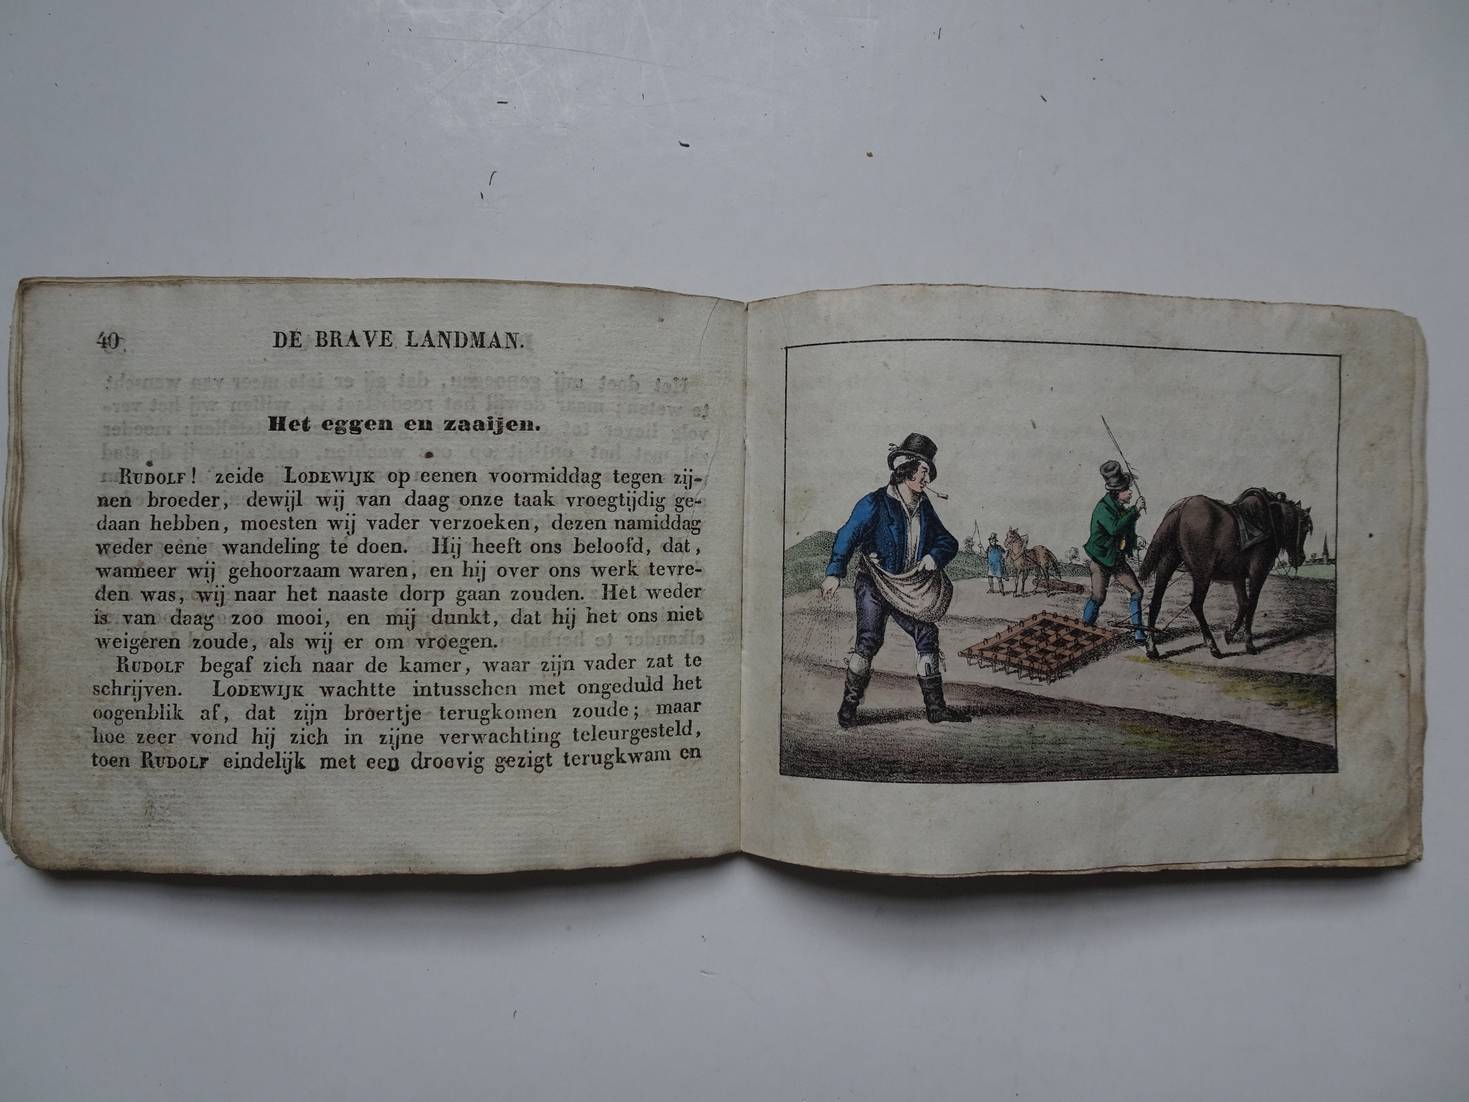 40 DE BRAVE LANDMAN.
Het eggen en zaaijen.
RUDOLF! zeide LODEWIJK op eenen voormiddag tegen zij-
nen broeder, dewijl wij van daag onze taak vroegtijdig ge-
daan hebben, moesten wij vader verzoeken, dezen namiddag
weder eene wandeling te doen. Hij heeft ons beloofd, dat,
wanneer wij gehoorzaam waren, en hij over ons werk tevre-
den was, wij naar het naaste dorp gaan zouden. Het weder
is van daag zoo mooi, en mij dunkt, dat hij het ons niet
weigeren zoude, als wij er om vroegen.
RUDOLF begaf zich naar de kamer, waar zijn vader zat te
schrijven. LODEWIJK wachtte intusschen met ongeduld het
oogenblik af, dat zijn broertje terugkomen zoude; maar
hoe zeer vond hij zich in zijne verwachting teleurgesteld,
toen RUDOLF eindelijk met een droevig gezigt terugkwam en